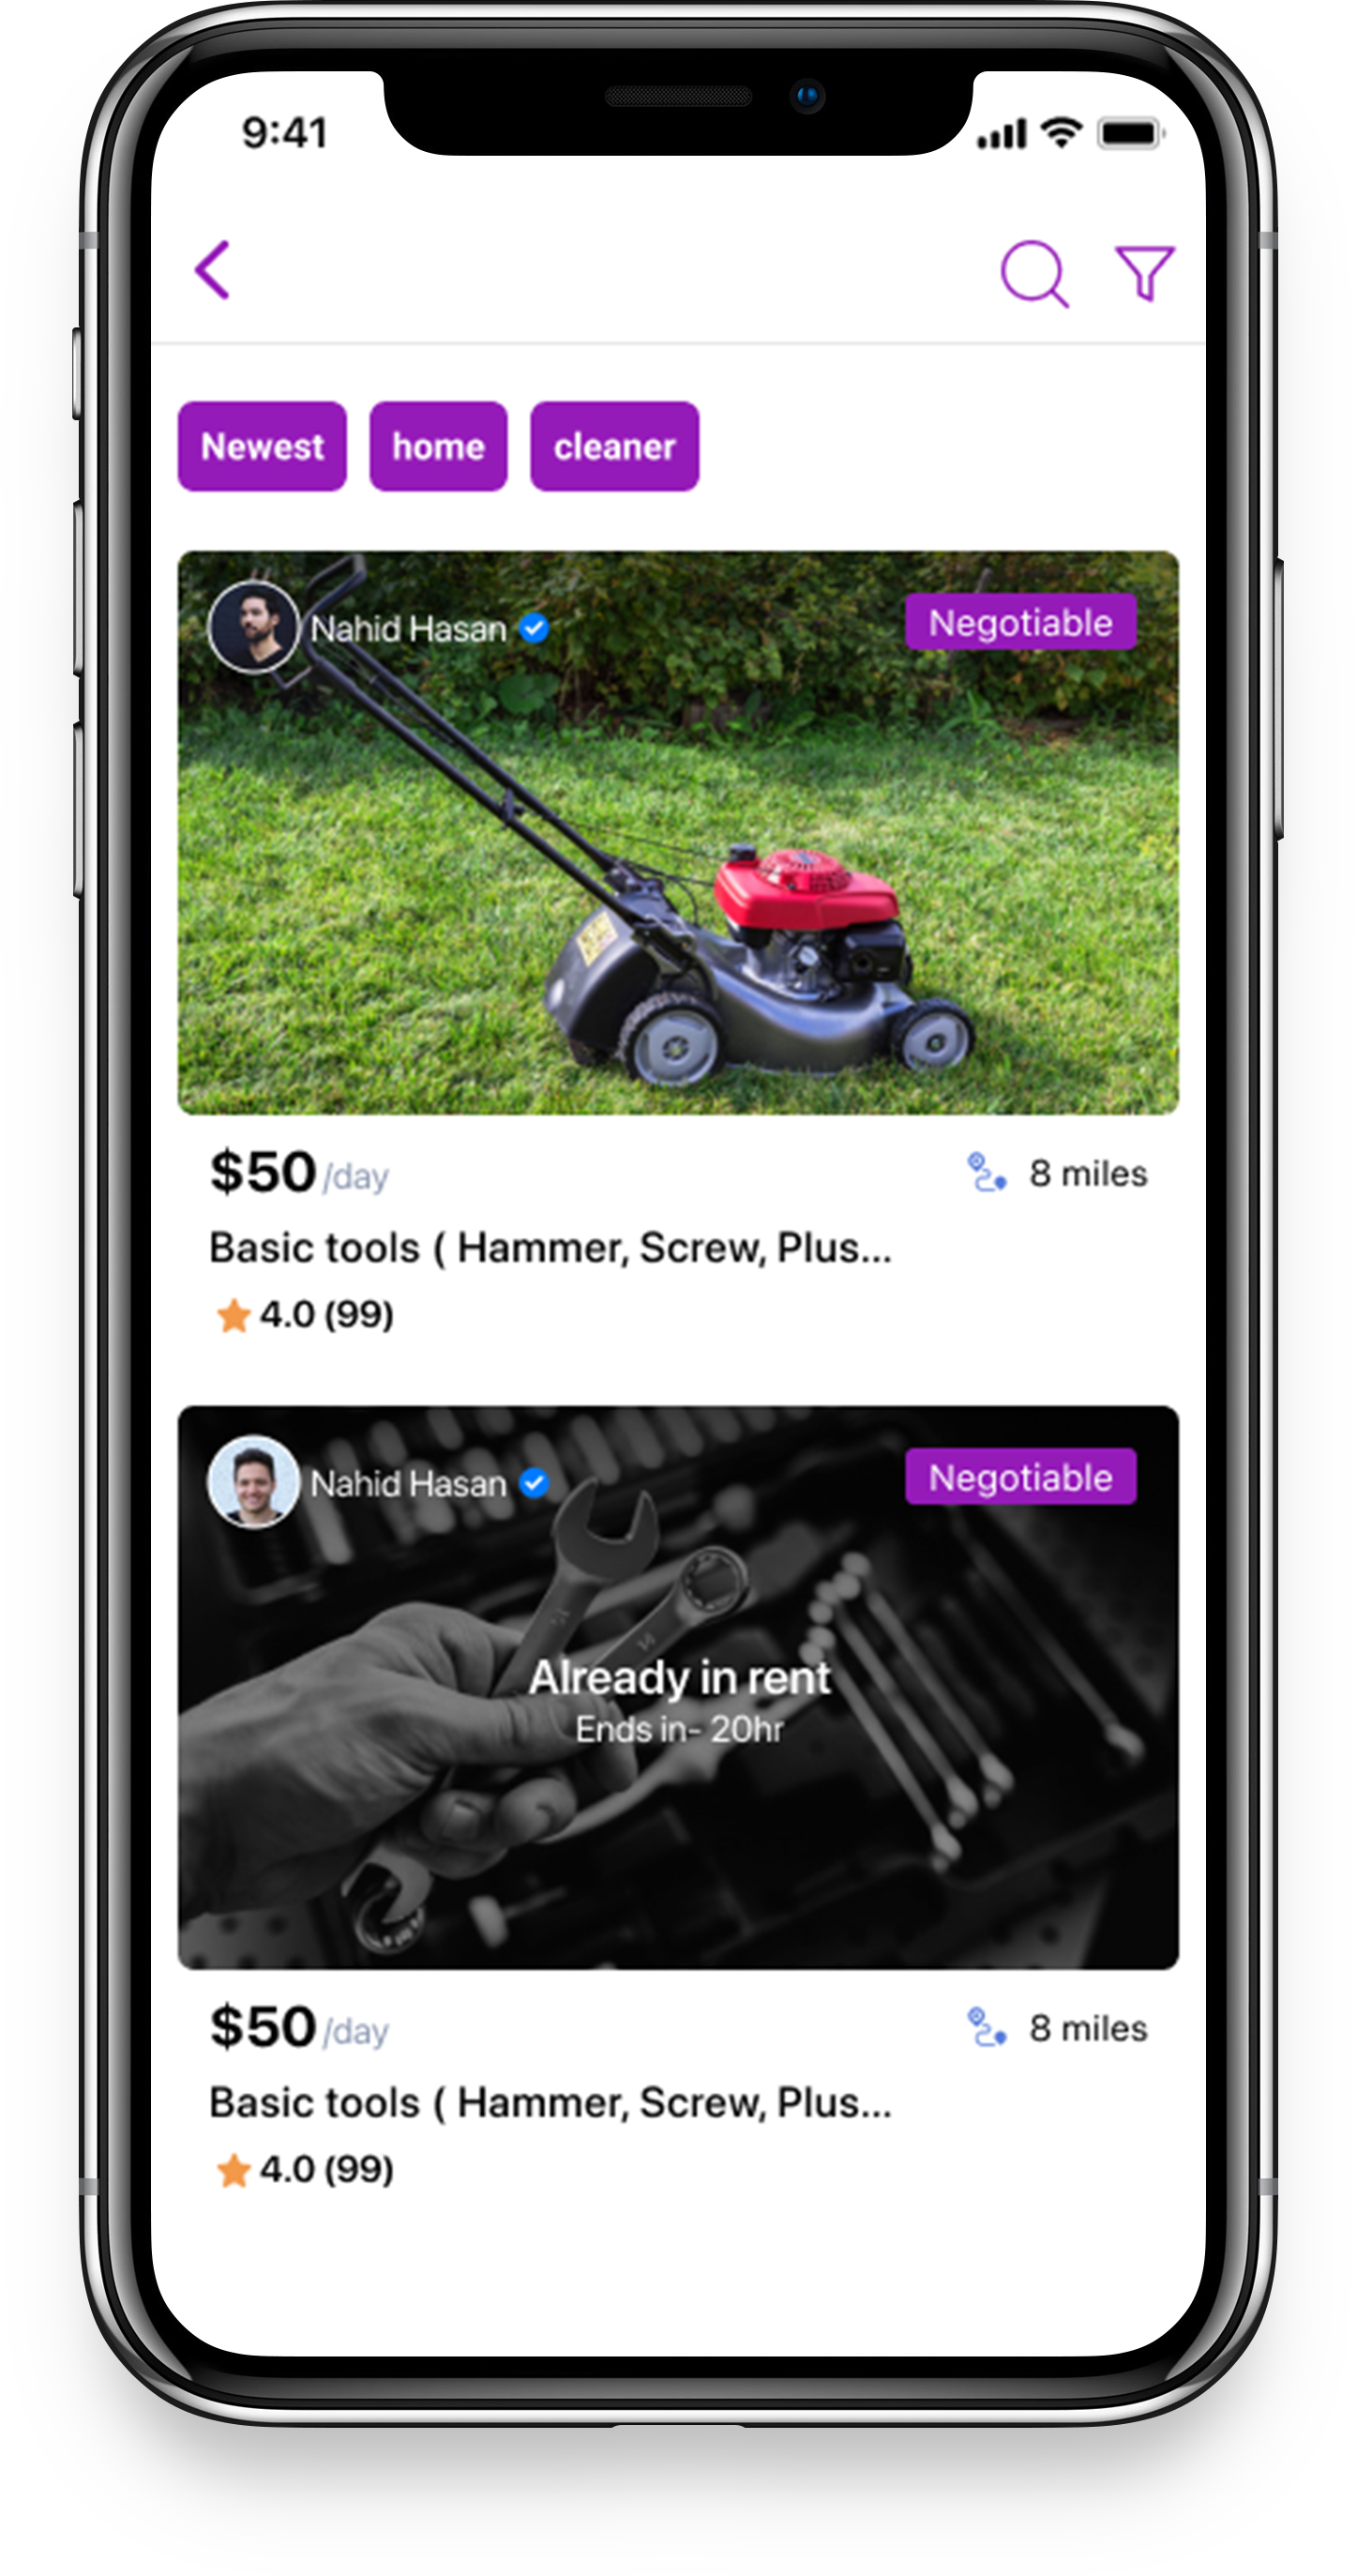 9:41
Newest home cleaner
Nahid Hasan Negotiable
$50/day 8 miles
Basic tools ( Hammer, Screw, Plus...
4.0 (99)
Nahid Hasan Negotiable
Already in rent
Ends in- 20hr
$50/day 8 miles
Basic tools ( Hammer, Screw, Plus...
4.0 (99)